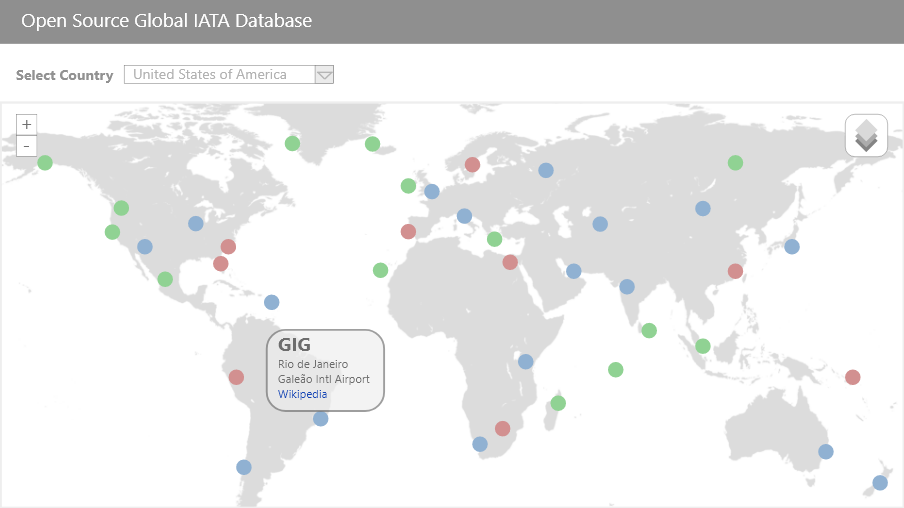 Open Source Global IATA Database
Select Country
United States of America
+
-
GIG
Rio de Janeiro
Galeão Intl Airport
Wikipedia